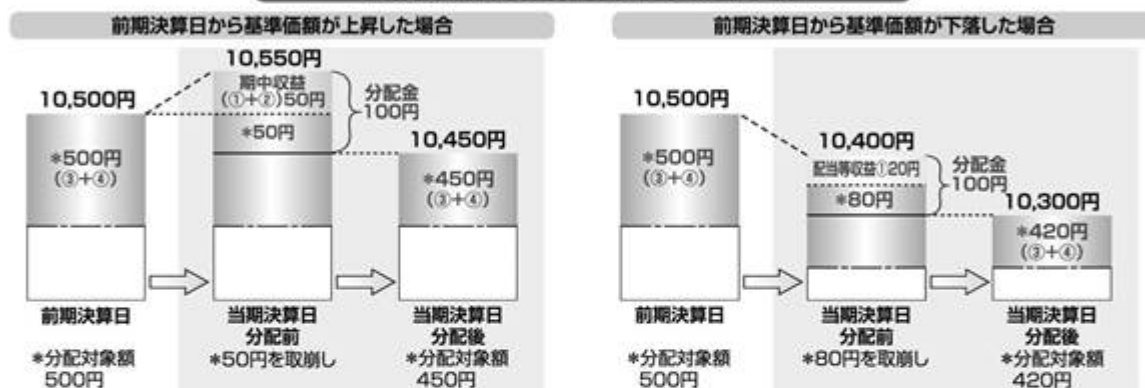 前期決算日から基準価額が上昇した場合
10,500円
*500円
(③+④)
前期決算日
*分配対象額
500円
10,550円
期中収益
(①+②)50円
*50円
分配金
100円
当期決算日
分配前
*50円を取崩し
10,450円
*450円
(③+④)
当期決算日
分配後
*分配対象額
450円
前期決算日から基準価額が下落した場合
10,500円
*500円
(③+④)
前期決算日
*分配対象額
500円
10,400円
配当等収益①20円
*80円
分配金
100円
当期決算日
分配前
*80円を取崩し
10,300円
*420円
(③+④)
当期決算日
分配後
*分配対象額
420円